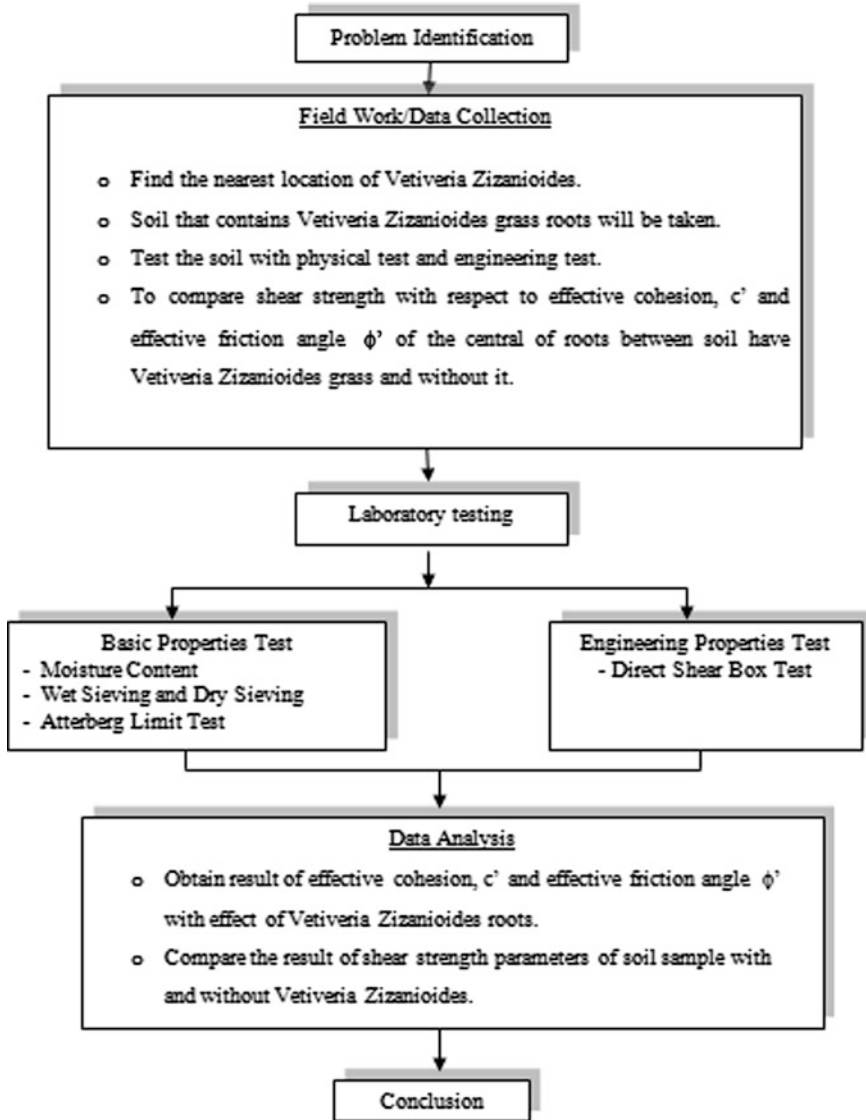 Problem Identification
Field Work/Data Collection
o Find the nearest location of Vetiveria Zizanioides.
o Soil that contains Vetiveria Zizanioides grass roots will be taken.
o Test the soil with physical test and engineering test.
o To compare shear strength with respect to effective cohesion, c’ and
effective friction angle ϕ’ of the central of roots between soil have
Vetiveria Zizanioides grass and without it.
Laboratory testing
Basic Properties Test
- Moisture Content
- Wet Sieving and Dry Sieving
- Atterberg Limit Test
Engineering Properties Test
- Direct Shear Box Test
Data Analysis
o Obtain result of effective cohesion, c’ and effective friction angle ϕ’
with effect of Vetiveria Zizanioides roots.
o Compare the result of shear strength parameters of soil sample with
and without Vetiveria Zizanioides.
Conclusion